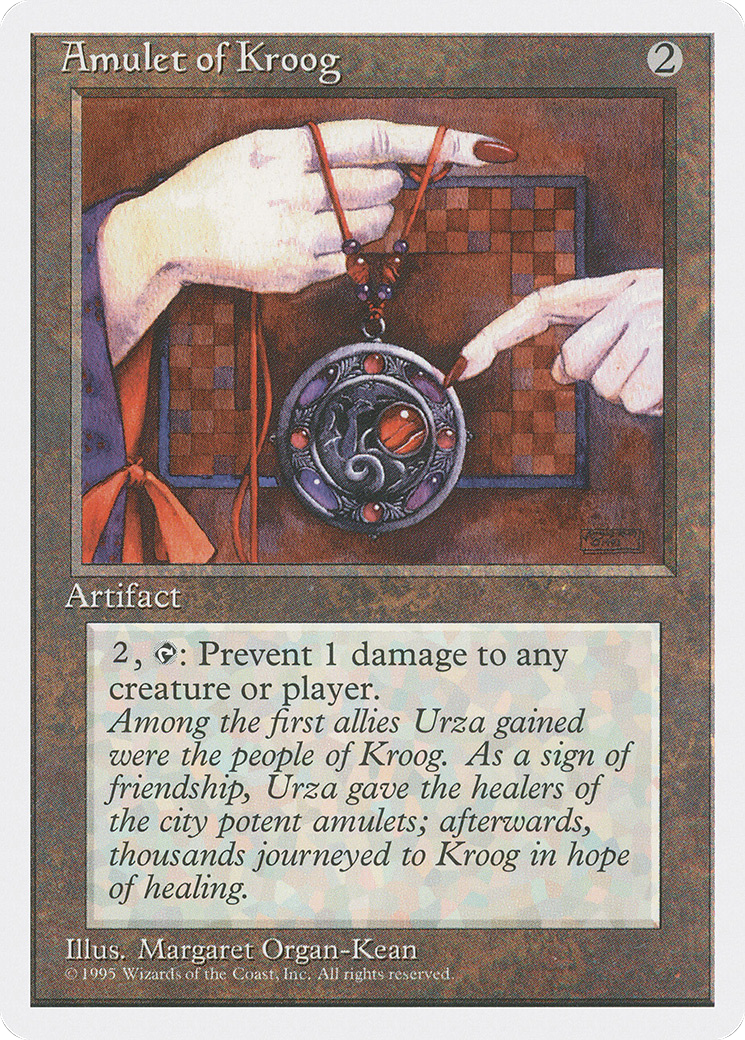 Amulet of Kroog 2
Artifact
2, : Prevent 1 damage to any
creature or player.
Among the first allies Urza gained
were the people of Kroog. As a sign of
friendship, Urza gave the healers of
the city potent amulets; afterwards,
thousands journeyed to Kroog in hope
of healing.
Illus. Margaret Organ-Kean
© 1995 Wizards of the Coast, Inc. All rights reserved.